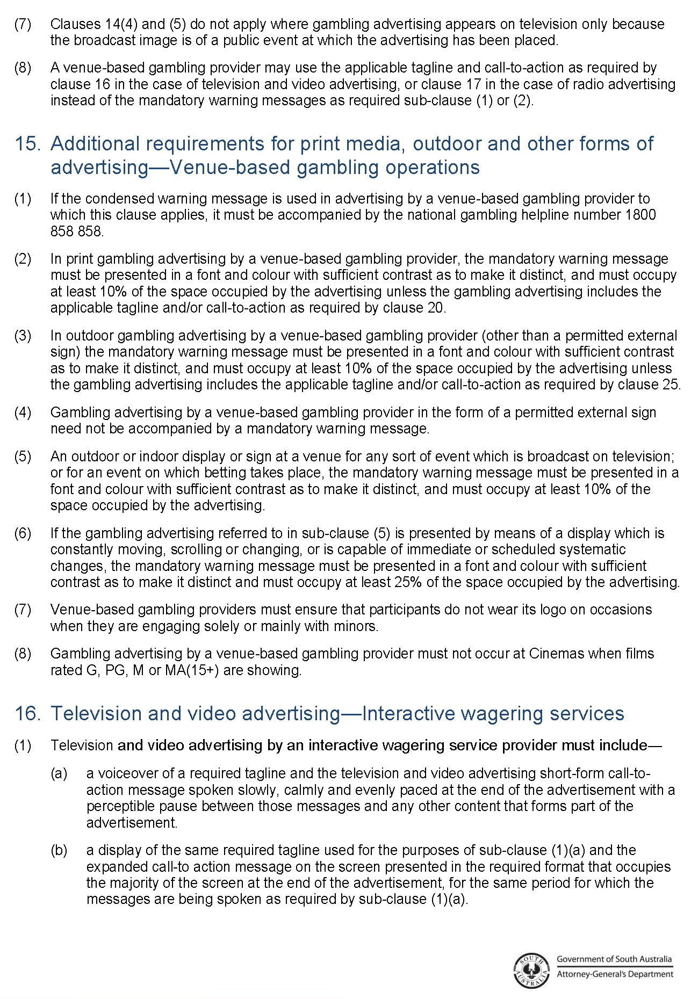 (7) Clauses 14(4) and (5) do not apply where gambling advertising appears on television only because
the broadcast image is of a public event at which the advertising has been placed.
(8) A venue-based gambling provider may use the applicable tagline and call-to-action as required by
clause 16 in the case of television and video advertising, or clause 17 in the case of radio advertising
instead of the mandatory warning messages as required sub-clause (1) or (2).
15. Additional requirements for print media, outdoor and other forms of
advertising—Venue-based gambling operations
(1) If the condensed warning message is used in advertising by a venue-based gambling provider to
which this clause applies, it must be accompanied by the national gambling helpline number 1800
858 858.
(2) In print gambling advertising by a venue-based gambling provider, the mandatory warning message
must be presented in a font and colour with sufficient contrast as to make it distinct, and must occupy
at least 10% of the space occupied by the advertising unless the gambling advertising includes the
applicable tagline and/or call-to-action as required by clause 20.
(3) In outdoor gambling advertising by a venue-based gambling provider (other than a permitted external
sign) the mandatory warning message must be presented in a font and colour with sufficient contrast
as to make it distinct, and must occupy at least 10% of the space occupied by the advertising unless
the gambling advertising includes the applicable tagline and/or call-to-action as required by clause 25.
(4) Gambling advertising by a venue-based gambling provider in the form of a permitted external sign
need not be accompanied by a mandatory warning message.
(5) An outdoor or indoor display or sign at a venue for any sort of event which is broadcast on television;
or for an event on which betting takes place, the mandatory warning message must be presented in a
font and colour with sufficient contrast as to make it distinct, and must occupy at least 10% of the
space occupied by the advertising.
(6) If the gambling advertising referred to in sub-clause (5) is presented by means of a display which is
constantly moving, scrolling or changing, or is capable of immediate or scheduled systematic
changes, the mandatory warning message must be presented in a font and colour with sufficient
contrast as to make it distinct and must occupy at least 25% of the space occupied by the advertising.
(7) Venue-based gambling providers must ensure that participants do not wear its logo on occasions
when they are engaging solely or mainly with minors.
(8) Gambling advertising by a venue-based gambling provider must not occur at Cinemas when films
rated G, PG, M or MA(15+) are showing.
16. Television and video advertising—Interactive wagering services
(1) Television and video advertising by an interactive wagering service provider must include—
(a) a voiceover of a required tagline and the television and video advertising short-form call-to-
action message spoken slowly, calmly and evenly paced at the end of the advertisement with a
perceptible pause between those messages and any other content that forms part of the
advertisement.
(b) a display of the same required tagline used for the purposes of sub-clause (1)(a) and the
expanded call-to action message on the screen presented in the required format that occupies
the majority of the screen at the end of the advertisement, for the same period for which the
messages are being spoken as required by sub-clause (1)(a).
SOUTH AUSTRALIA
Government of South Australia
Attorney-General's Department